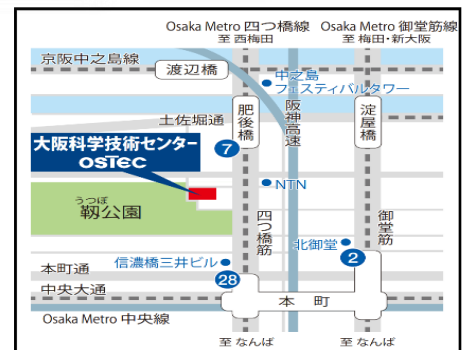 Osaka Metro 四つ橋線
至 西梅田
Osaka Metro 御堂筋線
至 梅田・新大阪
京阪中之島線
渡辺橋
中之島
フェスティバルタワー
土佐堀通
肥後橋
阪神高速
淀屋橋
大阪科学技術センター
OSTEC
7
NTN
うつぼ
靱公園
四つ橋筋
御堂筋
北御堂
2
信濃橋三井ビル
28
本町通
中央大通
本町
Osaka Metro 中央線
至 なんば
至 なんば